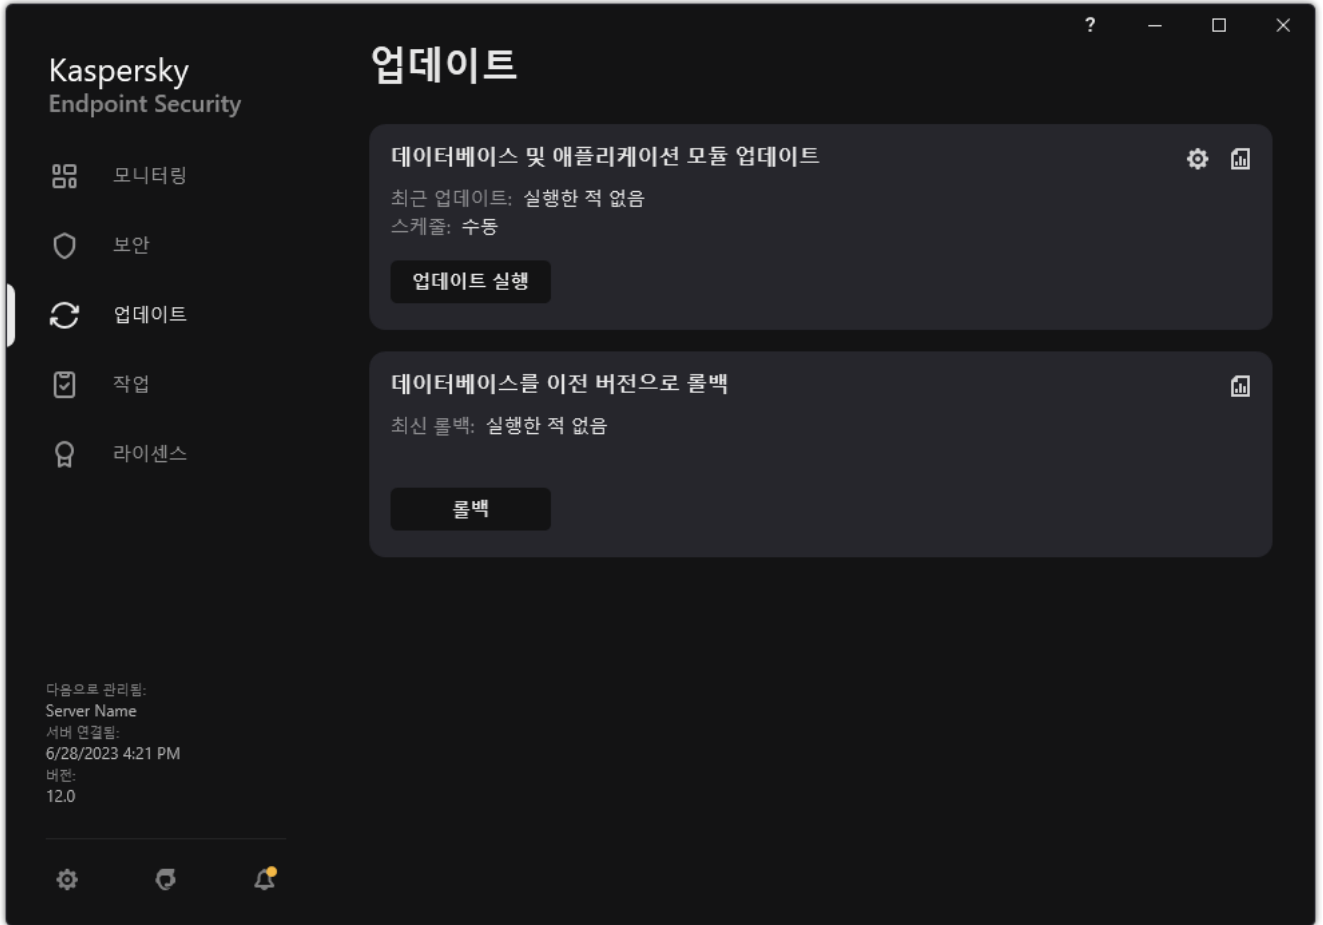 ?
Kaspersky
Endpoint Security
모니터링
보안
업데이트
작업
라이센스
다음으로 관리됨:
Server Name
서버 연결됨:
6/28/2023 4:21 PM
버전:
12.0
업데이트
데이터베이스 및 애플리케이션 모듈 업데이트
최근 업데이트: 실행한 적 없음
스케줄: 수동
업데이트 실행
데이터베이스를 이전 버전으로 롤백
최신 롤백: 실행한 적 없음
롤백